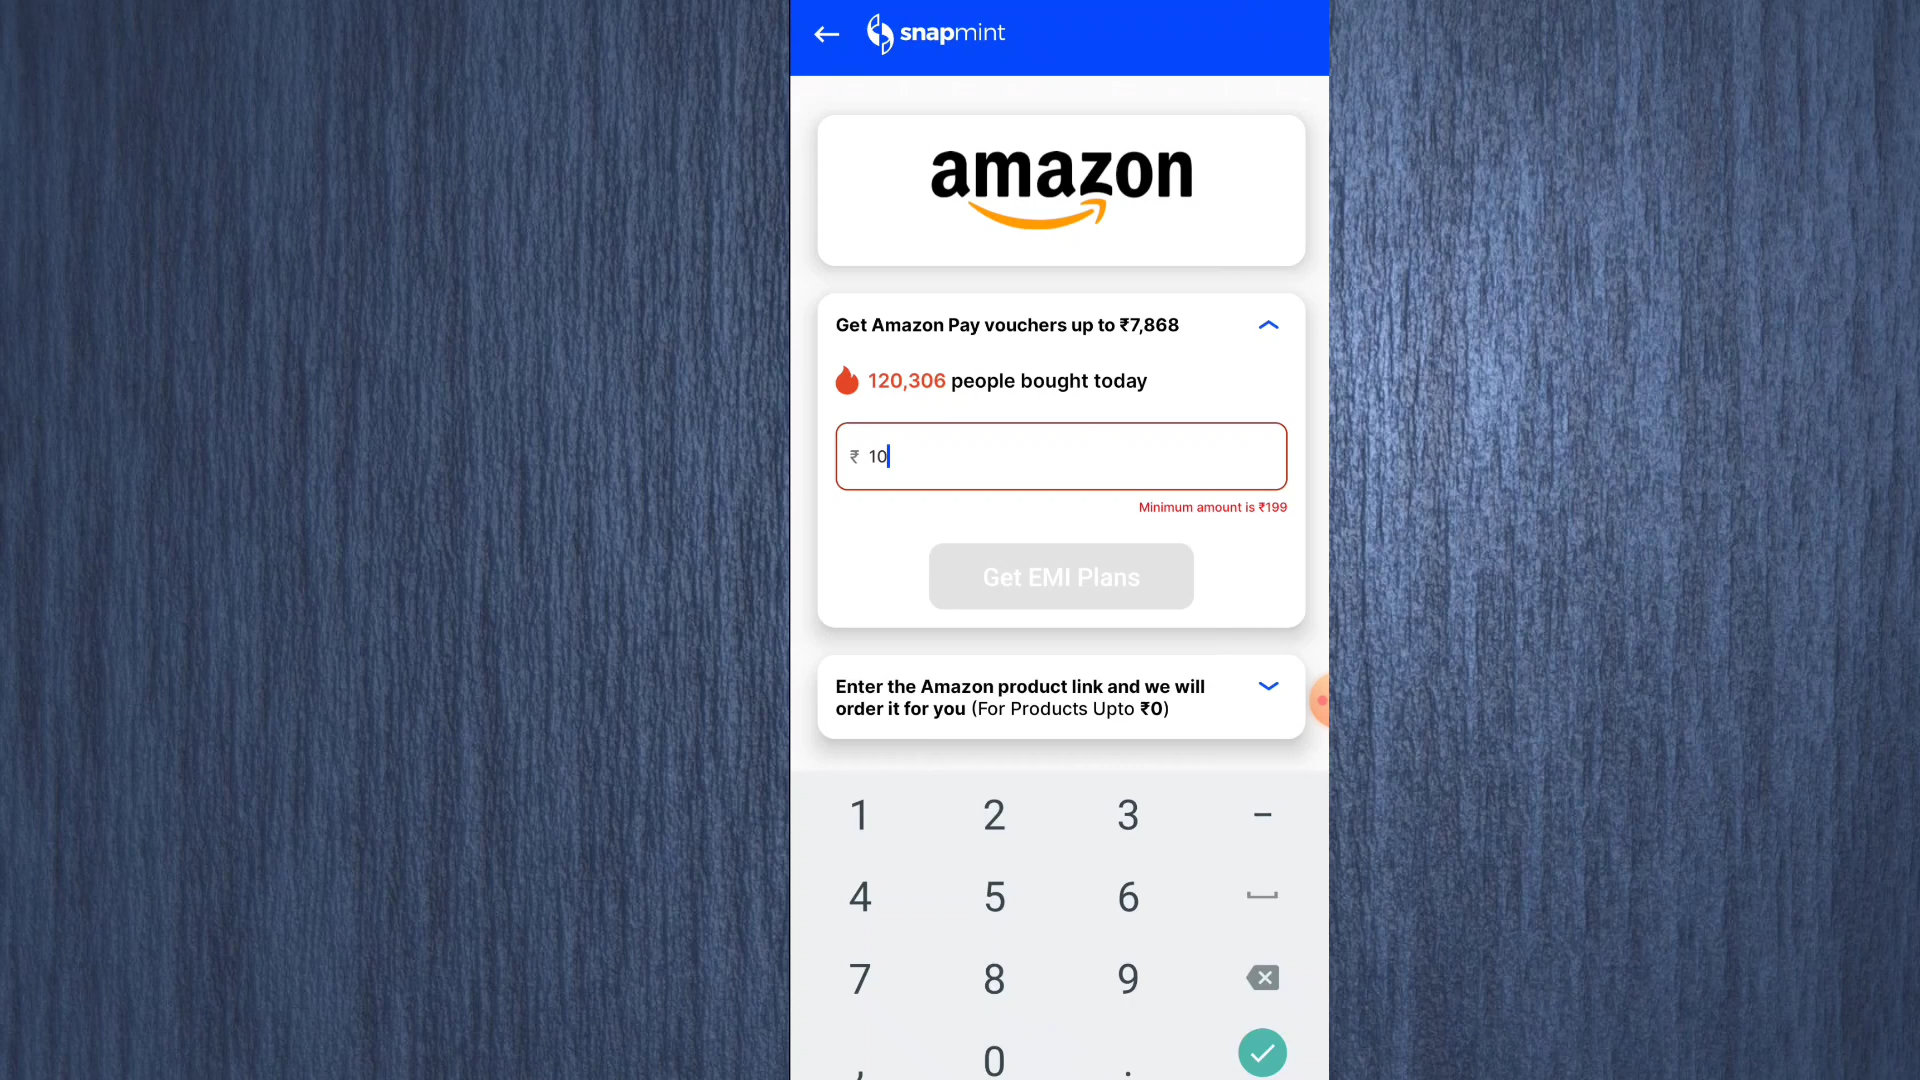 snapmint
amazon
Get Amazon Pay vouchers up to ₹7,868
120,306 people bought today
₹ 10
Minimum amount is ₹199
Get EMI Plans
Enter the Amazon product link and we will
order it for you (For Products Upto ₹0)
1 2 3 –
4 5 6
7 8 9
, 0 .